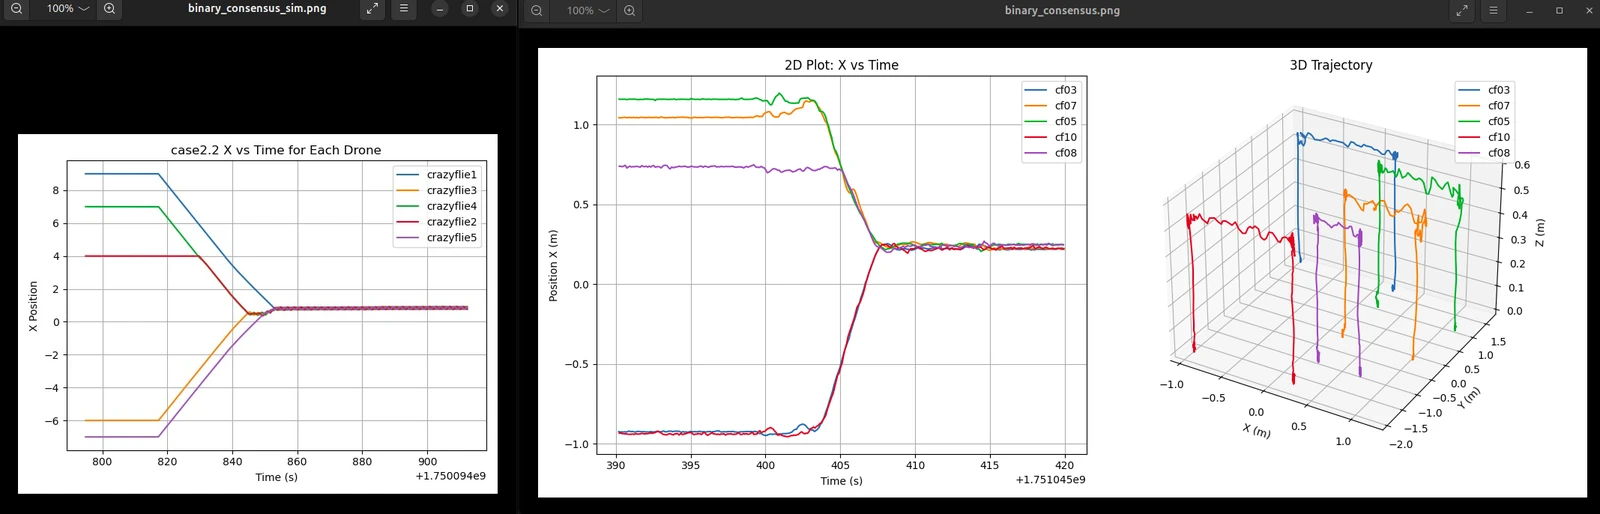 100%
binary_consensus_sim.png
100%
binary_consensus.png
case2.2 X vs Time for Each Drone
crazyflie1
crazyflie3
crazyflie4
crazyflie2
crazyflie5
X Position
8
6
4
2
0
−2
−4
−6
800
820
840
860
880
900
Time (s)
+1.750094e9
2D Plot: X vs Time
cf03
cf07
cf05
cf10
cf08
Position X (m)
1.0
0.5
0.0
−0.5
−1.0
390
395
400
405
410
415
420
Time (s)
+1.751045e9
3D Trajectory
cf03
cf07
cf05
cf10
cf08
0.6
0.5
0.4
0.3
0.2
0.1
0.0
Z (m)
1.5
1.0
0.5
0.0
−0.5
−1.0
−1.5
−2.0
Y (m)
−1.0
−0.5
0.0
0.5
1.0
X (m)